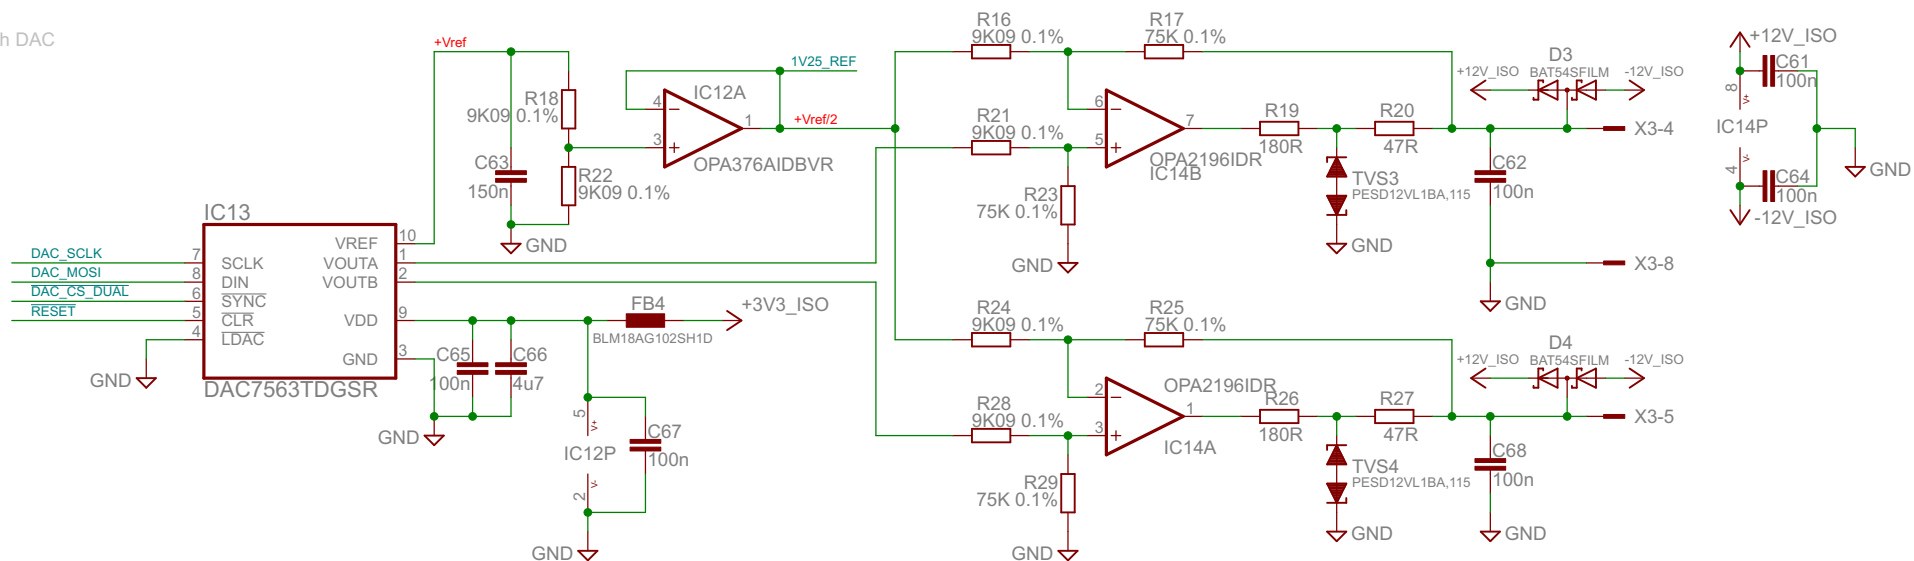 h DAC
+Vref
R18
9K09 0.1%
C63
150n
R22
9K09 0.1%
GND
IC12A
4
3
1
OPA376AIDBVR
1V25_REF
+Vref/2
IC13
DAC_SCLK
DAC_MOSI
DAC_CS_DUAL
RESET
7
8
6
5
4
SCLK
DIN
SYNC
CLR
LDAC
VREF
VOUTA
VOUTB
VDD
GND
10
1
2
9
3
DAC7563TDGSR
GND
C65
100n
C66
4u7
GND
FB4
BLM18AG102SH1D
+3V3_ISO
5
V+
IC12P
2
V-
C67
100n
GND
R16
9K09 0.1%
R17
75K 0.1%
R21
9K09 0.1%
R23
75K 0.1%
GND
6
5
7
OPA2196IDR
IC14B
R19
180R
R20
47R
TVS3
PESD12VL1BA,115
GND
D3
+12V_ISO
BAT54SFILM
-12V_ISO
C62
100n
GND
X3-4
X3-8
R24
9K09 0.1%
R25
75K 0.1%
R28
9K09 0.1%
R29
75K 0.1%
GND
2
3
1
OPA2196IDR
IC14A
R26
180R
R27
47R
TVS4
PESD12VL1BA,115
GND
D4
+12V_ISO
BAT54SFILM
-12V_ISO
C68
100n
GND
X3-5
+12V_ISO
C61
100n
8
V+
IC14P
4
V-
C64
100n
-12V_ISO
GND